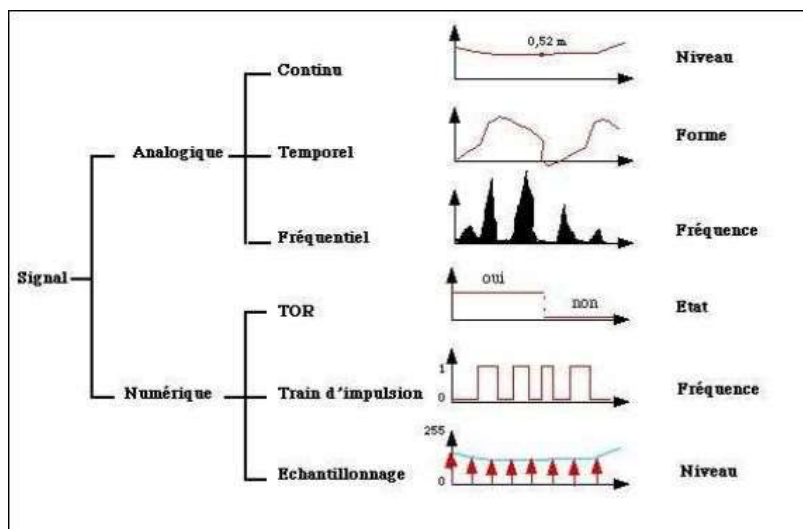 0,52 m
Continu
Niveau
Analogique
Temporel
Forme
Fréquentiel
Fréquence
Signal
oui
non
TOR
Etat
1
0
Numérique
Train d'impulsion
Fréquence
255
0
Echantillonnage
Niveau